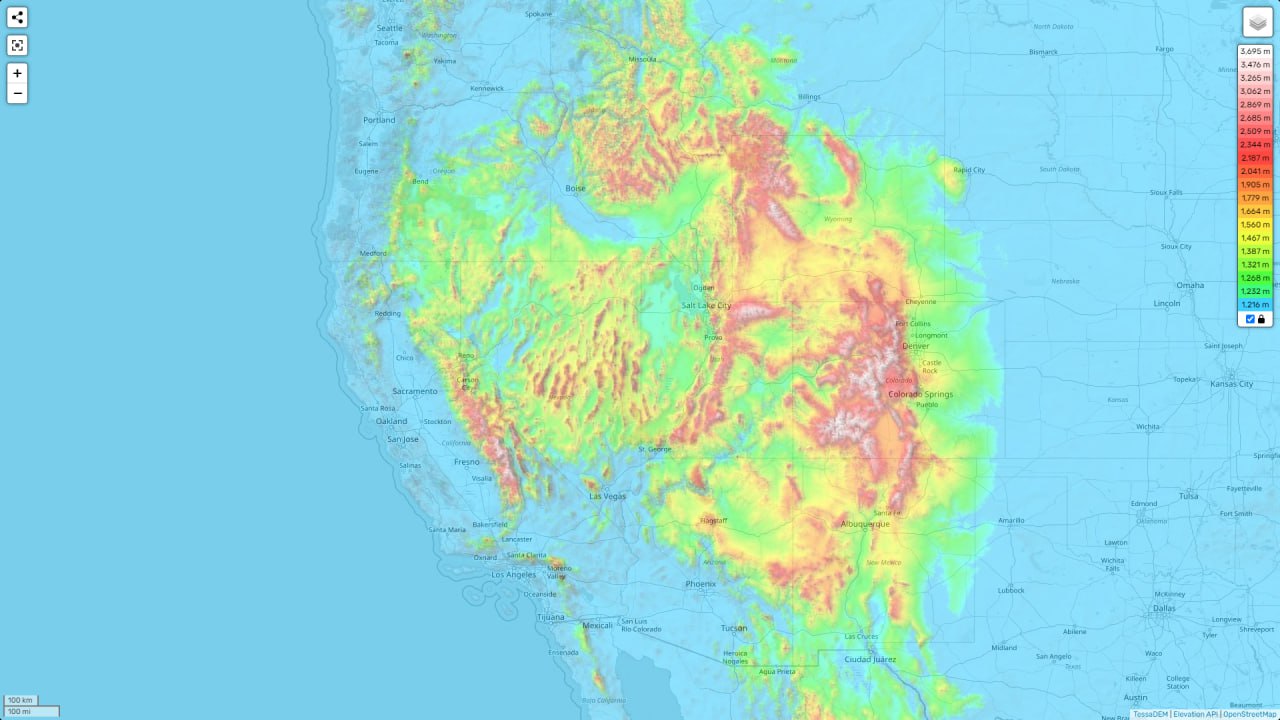 Spokane
North Dakota
Seattle
Washington
Tacoma
Bismarck
Fargo
3,695 m
Missoula
Montana
Yakima
3,476 m
3,265 m
Kennewick
3,062 m
Billings
2,869 m
Idaho
Portland
2,685 m
2,509 m
Salem
2,344 m
2,187 m
Eugene
Oregon
Rapid City
South Dakota
2,041 m
Bend
Boise
1,905 m
Sioux Falls
1,779 m
1,664 m
Wyoming
1,560 m
1,467 m
Sioux City
Medford
1,387 m
1,321 m
1,268 m
Nebraska
Omaha
Ogden
1,232 m
Salt Lake City
Cheyenne
Lincoln
1,216 m
Redding
Fort Collins
Longmont
Provo
Denver
Saint Joseph
Reno
Chico
Utah
Castle
Rock
Carson
City
Colorado
Topeka
Kansas City
Sacramento
Nevada
Colorado Springs
Kansas
Santa Rosa
Pueblo
Oakland
Stockton
Wichita
San Jose
California
St. George
Salinas
Fresno
Visalia
Las Vegas
Tulsa
Fayetteville
Edmond
Santa Fe
Fort Smith
Bakersfield
Santa Maria
Flagstaff
Albuquerque
Amarillo
Oklahoma
Lancaster
Lawton
Oxnard
Santa Clarita
Arizona
New Mexico
Wichita
Falls
Los Angeles
Moreno
Valley
Phoenix
Oceanside
Lubbock
McKinney
Dallas
Tijuana
Mexicali
San Luis
Río Colorado
Tucson
Longview
Shreveport
Abilene
Tyler
Las Cruces
Ensenada
Heroica
Nogales
Ciudad Juárez
Midland
San Angelo
Waco
Texas
Agua Prieta
Killeen
College
Station
Baja California
Austin
Beaumont
100 km
100 mi
TessaDEM | Elevation API | OpenStreetMap